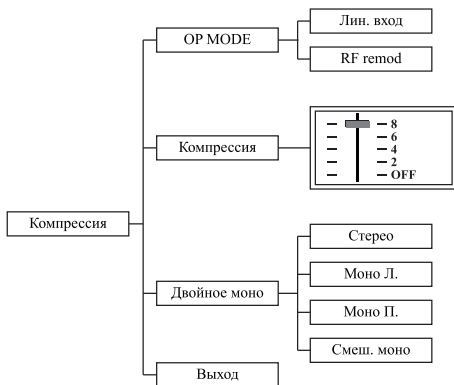 Лин. вход
OP MODE
RF remod
Компрессия
8
6
4
2
OFF
Компрессия
Стерео
Моно Л.
Двойное моно
Моно П.
Смеш. моно
Выход